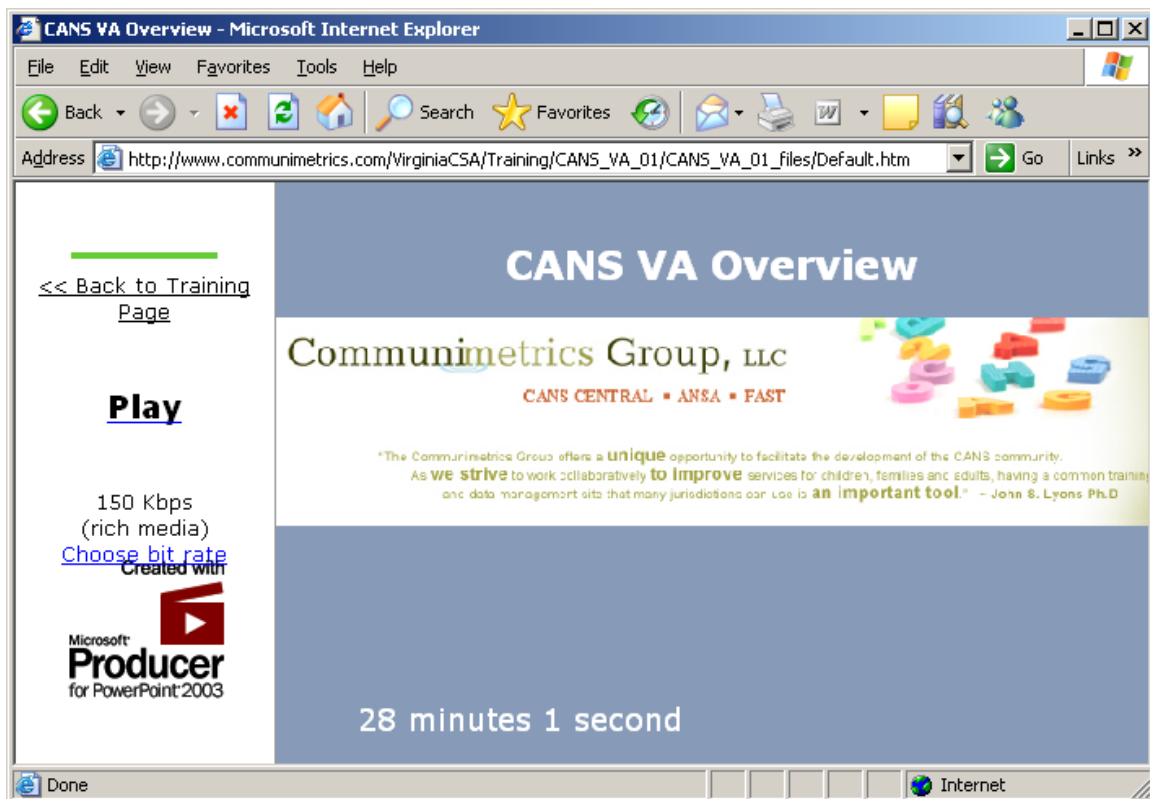 CANS VA Overview - Microsoft Internet Explorer
File Edit View Favorites Tools Help
Back Search Favorites
Address http://www.communimetrics.com/VirginiaCSA/Training/CANS_VA_01/CANS_VA_01_files/Default.htm Go Links »
<< Back to Training
Page
Play
150 Kbps
(rich media)
Choose bit rate
Created with
Microsoft®
Producer
for PowerPoint® 2003
CANS VA Overview
Communimetrics Group, LLC
CANS CENTRAL ▪ ANSA ▪ FAST
"The Communimetrics Group offers a unique opportunity to facilitate the development of the CANS community.
As we strive to work collaboratively to improve services for children, families and adults, having a common training
and data management site that many jurisdictions can use is an important tool." – John S. Lyons Ph.D
28 minutes 1 second
Done Internet